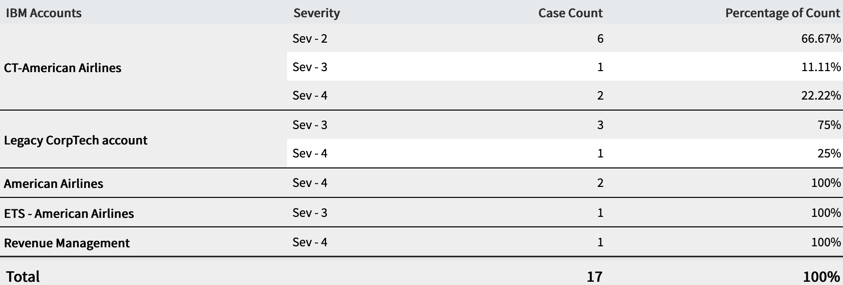 IBM Accounts Severity Case Count Percentage of Count
Sev - 2 6 66.67%
CT-American Airlines Sev - 3 1 11.11%
Sev - 4 2 22.22%
Legacy CorpTech account Sev - 3 3 75%
Sev - 4 1 25%
American Airlines Sev - 4 2 100%
ETS - American Airlines Sev - 3 1 100%
Revenue Management Sev - 4 1 100%
Total 17 100%